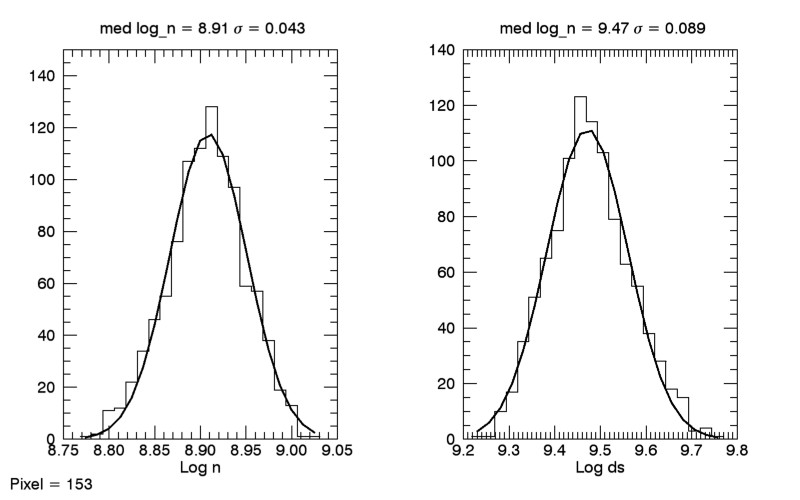 med log_n = 8.91 σ = 0.043
med log_n = 9.47 σ = 0.089
140
120
100
80
60
40
20
0
8.75 8.80 8.85 8.90 8.95 9.00 9.05
Log n
140
120
100
80
60
40
20
0
9.2 9.3 9.4 9.5 9.6 9.7 9.8
Log ds
Pixel = 153